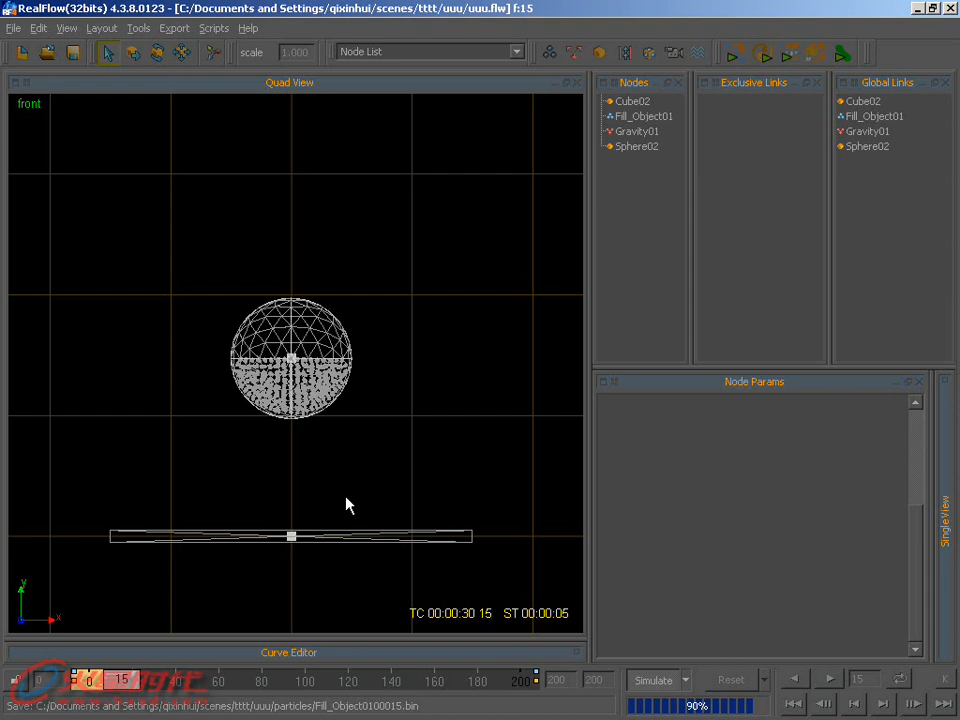 RealFlow(32bits) 4.3.8.0123 -- [C:/Documents and Settings/qixinhui/scenes/tttt/uuu/uuu.flw] f:15
File Edit View Layout Tools Export Scripts Help
scale 1.000 Node List
Quad View
front
TC 00:00:30 15 ST 00:00:05
Nodes
Cube02
Fill_Object01
Gravity01
Sphere02
Exclusive Links
Global Links
Cube02
Fill_Object01
Gravity01
Sphere02
Node Params
Single View
Curve Editor
0 0 15 40 60 80 100 120 140 160 180 200 200 200
Simulate Reset 15 K
Save: C:/Documents and Settings/qixinhui/scenes/tttt/uuu/particles/Fill_Object0100015.bin
90%